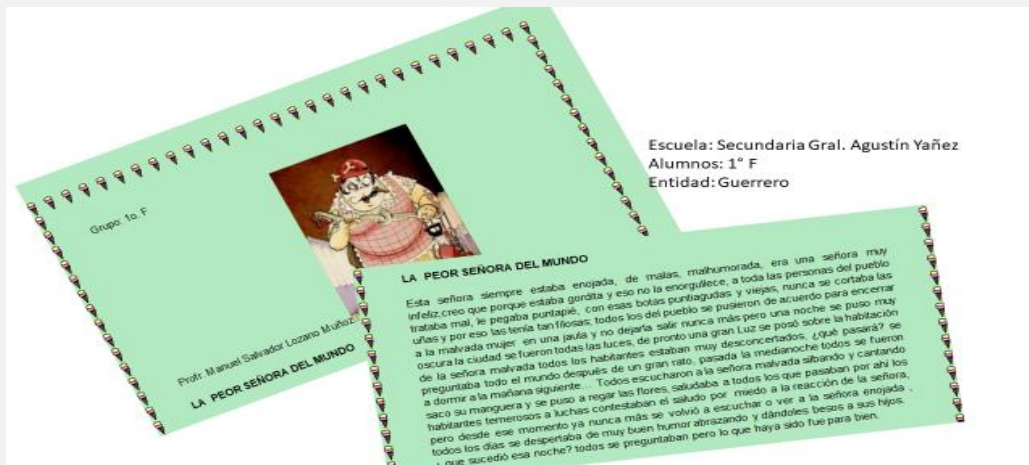 Escuela: Secundaria Gral. Agustín Yañez
Alumnos: 1° F
Entidad: Guerrero
Grupo: 1o. F
Profr. Manuel Salvador Lozano Muñoz
LA PEOR SEÑORA DEL MUNDO
LA PEOR SEÑORA DEL MUNDO
Esta señora siempre estaba enojada, de malas, malhumorada, era una señora muy
infeliz,creo que porque estaba gordita y eso no la enorgullece, a toda las personas del pueblo
trataba mal, le pegaba puntapié, con esas botas puntiagudas y viejas, nunca se cortaba las
uñas y por eso las tenía tan filosas; todos los del pueblo se pusieron de acuerdo para encerrar
a la malvada mujer en una jaula y no dejarla salir nunca más pero una noche se puso muy
oscura la ciudad se fueron todas las luces, de pronto una gran Luz se posó sobre la habitación
de la señora malvada todos los habitantes estaban muy desconcertados, ¿qué pasará? se
preguntaba todo el mundo después de un gran rato, pasada la medianoche todos se fueron
a dormir a la mañana siguiente... Todos escucharon a la señora malvada silbando y cantando
saco su manguera y se puso a regar las flores, saludaba a todos los que pasaban por ahí los
habitantes temerosos a luchas contestaban el saludo por miedo a la reacción de la señora,
pero desde ese momento ya nunca más se volvió a escuchar o ver a la señora enojada ,
todos los días se despertaba de muy buen humor abrazando y dándoles besos a sus hijos.
que sucedió esa noche? todos se preguntaban pero lo que haya sido fue para bien.